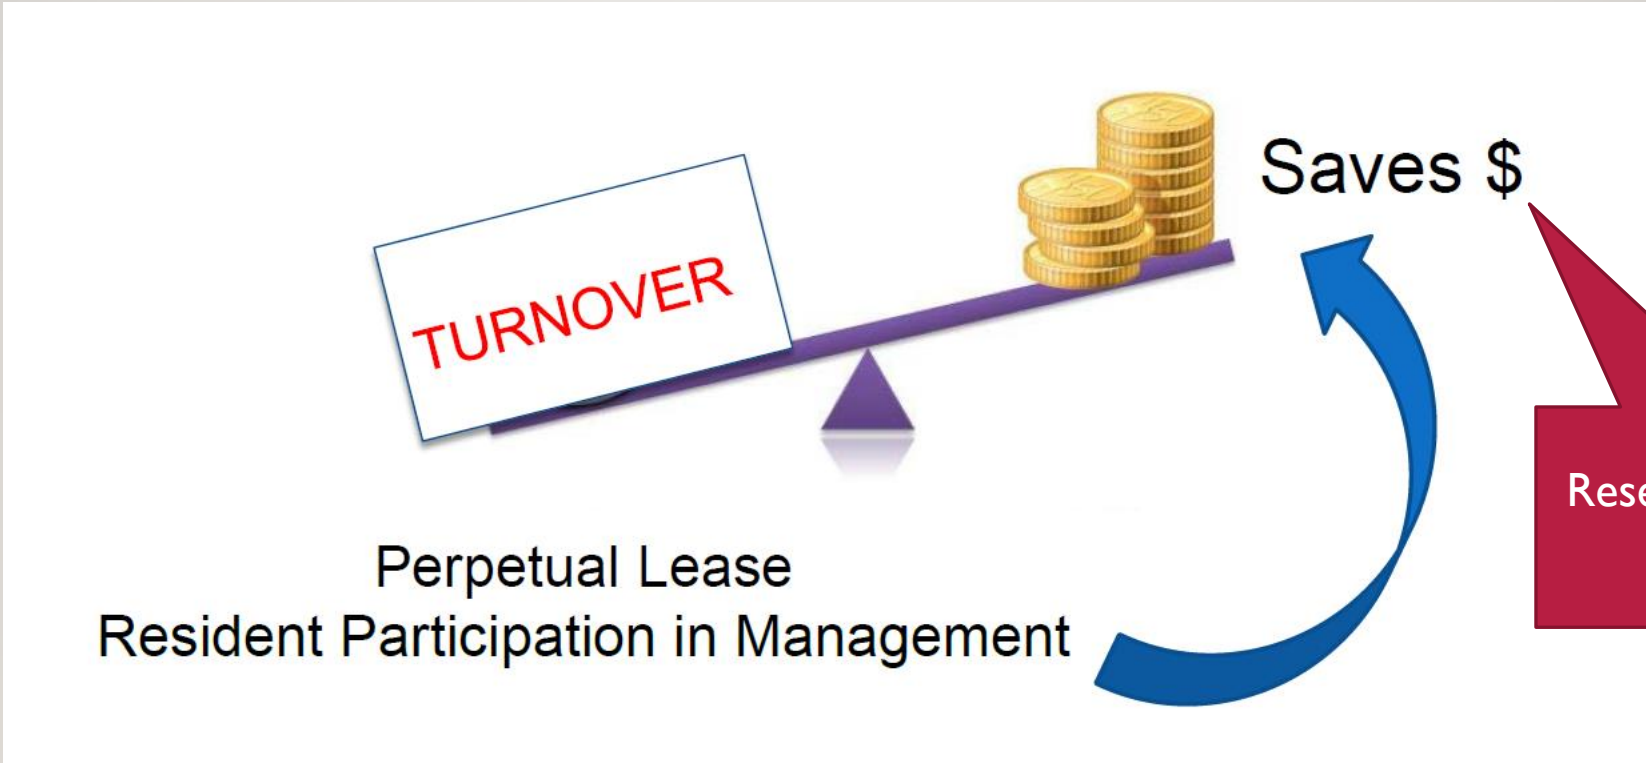 Saves $
TURNOVER
Perpetual Lease
Resident Participation in Management